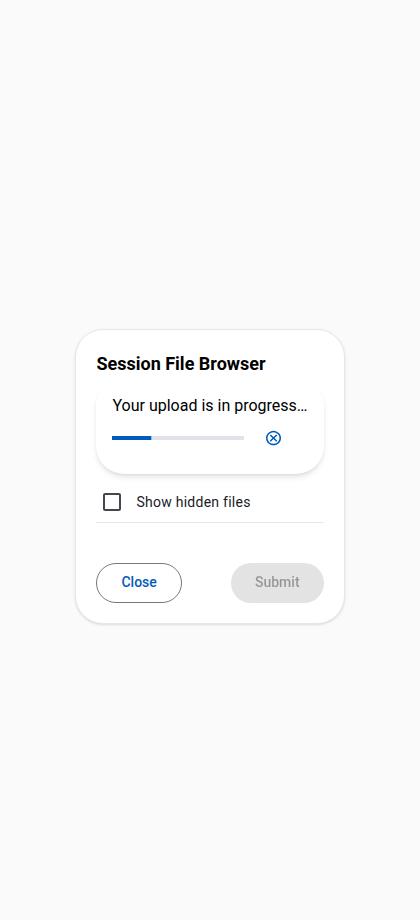 Session File Browser
Your upload is in progress...
Show hidden files
Close
Submit